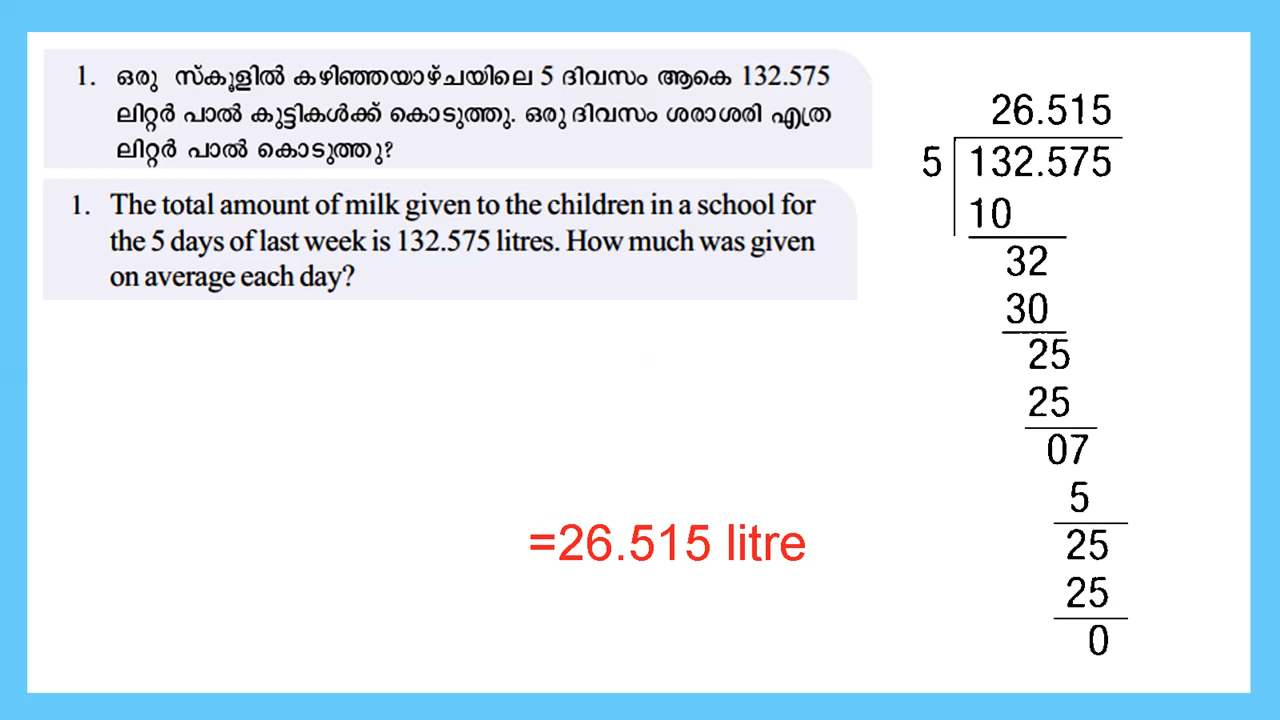 1. ഒരു സ്കൂളിൽ കഴിഞ്ഞയാഴ്ചയിലെ 5 ദിവസം ആകെ 132.575
ലിറ്റർ പാൽ കുട്ടികൾക്ക് കൊടുത്തു. ഒരു ദിവസം ശരാശരി എത്ര
ലിറ്റർ പാൽ കൊടുത്തു?
1. The total amount of milk given to the children in a school for
the 5 days of last week is 132.575 litres. How much was given
on average each day?
=26.515 litre
26.515
5 132.575
10
32
30
25
25
07
5
25
25
0